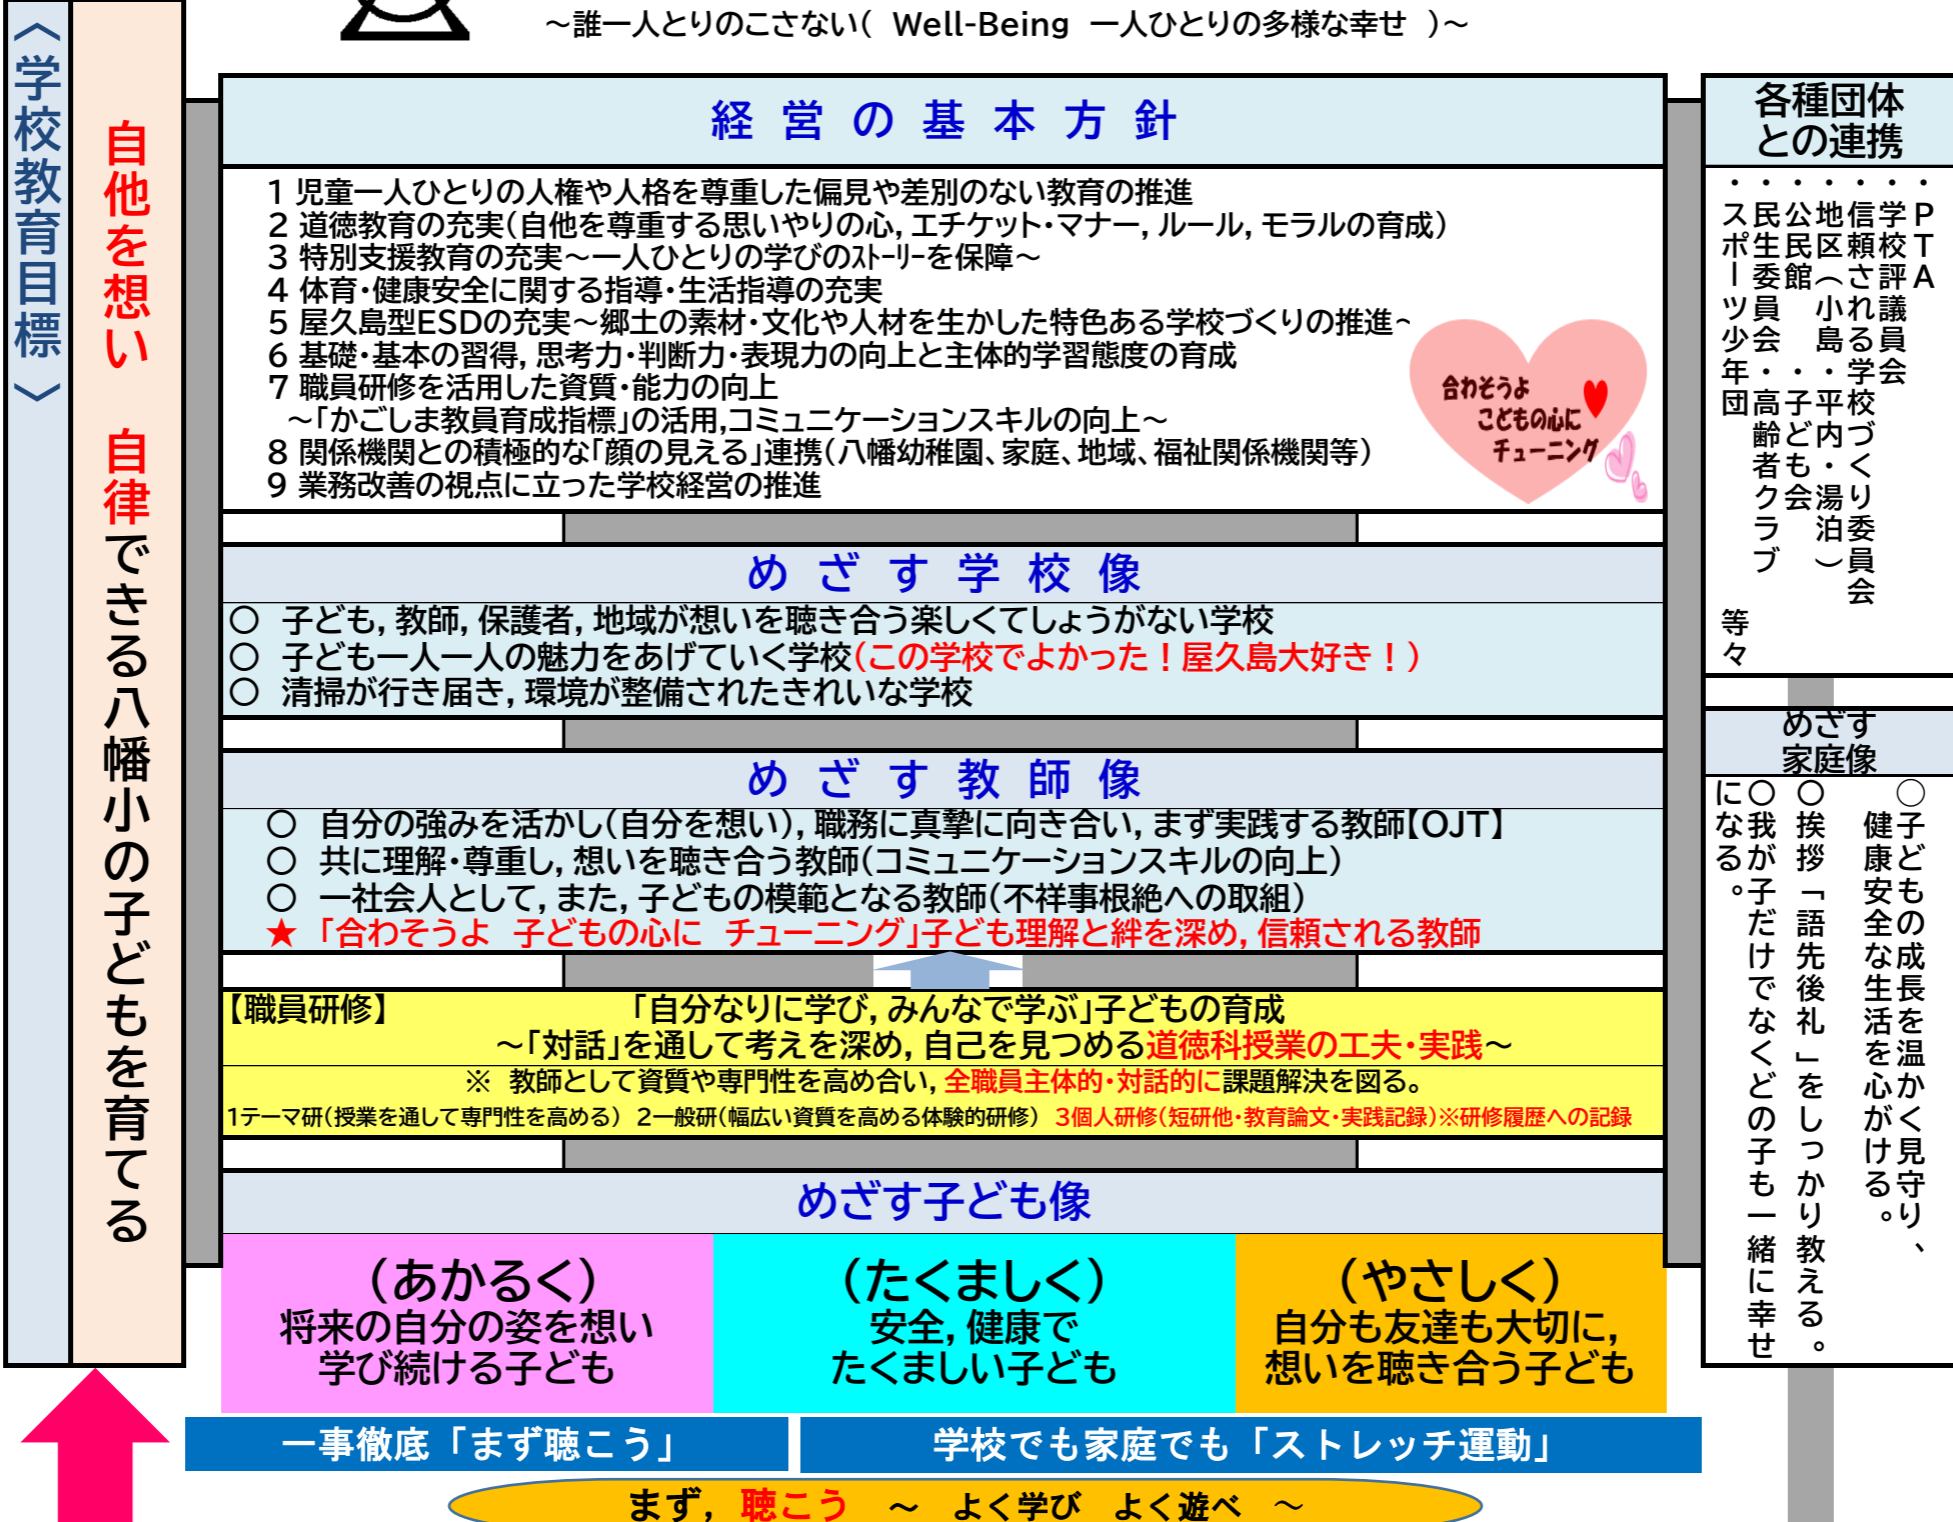 ～誰一人とりのこさない( Well-Being 一人ひとりの多様な幸せ )～
〈学校教育目標〉
自他を想い 自律できる八幡小の子どもを育てる
経営の基本方針
1 児童一人ひとりの人権や人格を尊重した偏見や差別のない教育の推進
2 道徳教育の充実(自他を尊重する思いやりの心,エチケット・マナー,ルール,モラルの育成)
3 特別支援教育の充実～一人ひとりの学びのｽﾄｰﾘｰを保障～
4 体育・健康安全に関する指導・生活指導の充実
5 屋久島型ESDの充実～郷土の素材・文化や人材を生かした特色ある学校づくりの推進～
6 基礎・基本の習得,思考力・判断力・表現力の向上と主体的学習態度の育成
7 職員研修を活用した資質・能力の向上
～「かごしま教員育成指標」の活用,コミュニケーションスキルの向上～
8 関係機関との積極的な「顔の見える」連携(八幡幼稚園、家庭、地域、福祉関係機関等)
9 業務改善の視点に立った学校経営の推進
合わそうよ
こどもの心に
チューニング
めざす学校像
○ 子ども,教師,保護者,地域が想いを聴き合う楽しくてしょうがない学校
○ 子ども一人一人の魅力をあげていく学校(この学校でよかった！屋久島大好き！)
○ 清掃が行き届き,環境が整備されたきれいな学校
めざす教師像
○ 自分の強みを活かし(自分を想い),職務に真摯に向き合い,まず実践する教師【OJT】
○ 共に理解・尊重し,想いを聴き合う教師(コミュニケーションスキルの向上)
○ 一社会人として,また,子どもの模範となる教師(不祥事根絶への取組)
★ 「合わそうよ 子どもの心に チューニング」子ども理解と絆を深め,信頼される教師
【職員研修】 「自分なりに学び,みんなで学ぶ」子どもの育成
～「対話」を通して考えを深め,自己を見つめる道徳科授業の工夫・実践～
※ 教師として資質や専門性を高め合い,全職員主体的・対話的に課題解決を図る。
1テーマ研(授業を通して専門性を高める) 2一般研(幅広い資質を高める体験的研修) 3個人研修(短研他・教育論文・実践記録)※研修履歴への記録
めざす子ども像
(あかるく)
将来の自分の姿を想い
学び続ける子ども
(たくましく)
安全,健康で
たくましい子ども
(やさしく)
自分も友達も大切に,
想いを聴き合う子ども
一事徹底「まず聴こう」
学校でも家庭でも「ストレッチ運動」
まず,聴こう ～ よく学び よく遊べ ～
各種団体
との連携
・PTA
・学校評議員会
・信頼される学校づくり委員会
・地区(小島・平内・湯泊)
・公民館・子ども会
・民生委員会・高齢者クラブ
・スポーツ少年団 等々
めざす
家庭像
○子どもの成長を温かく見守り、
健康安全な生活を心がける。
○挨拶「語先後礼」をしっかり教える。
○我が子だけでなくどの子も一緒に幸せ
になる。